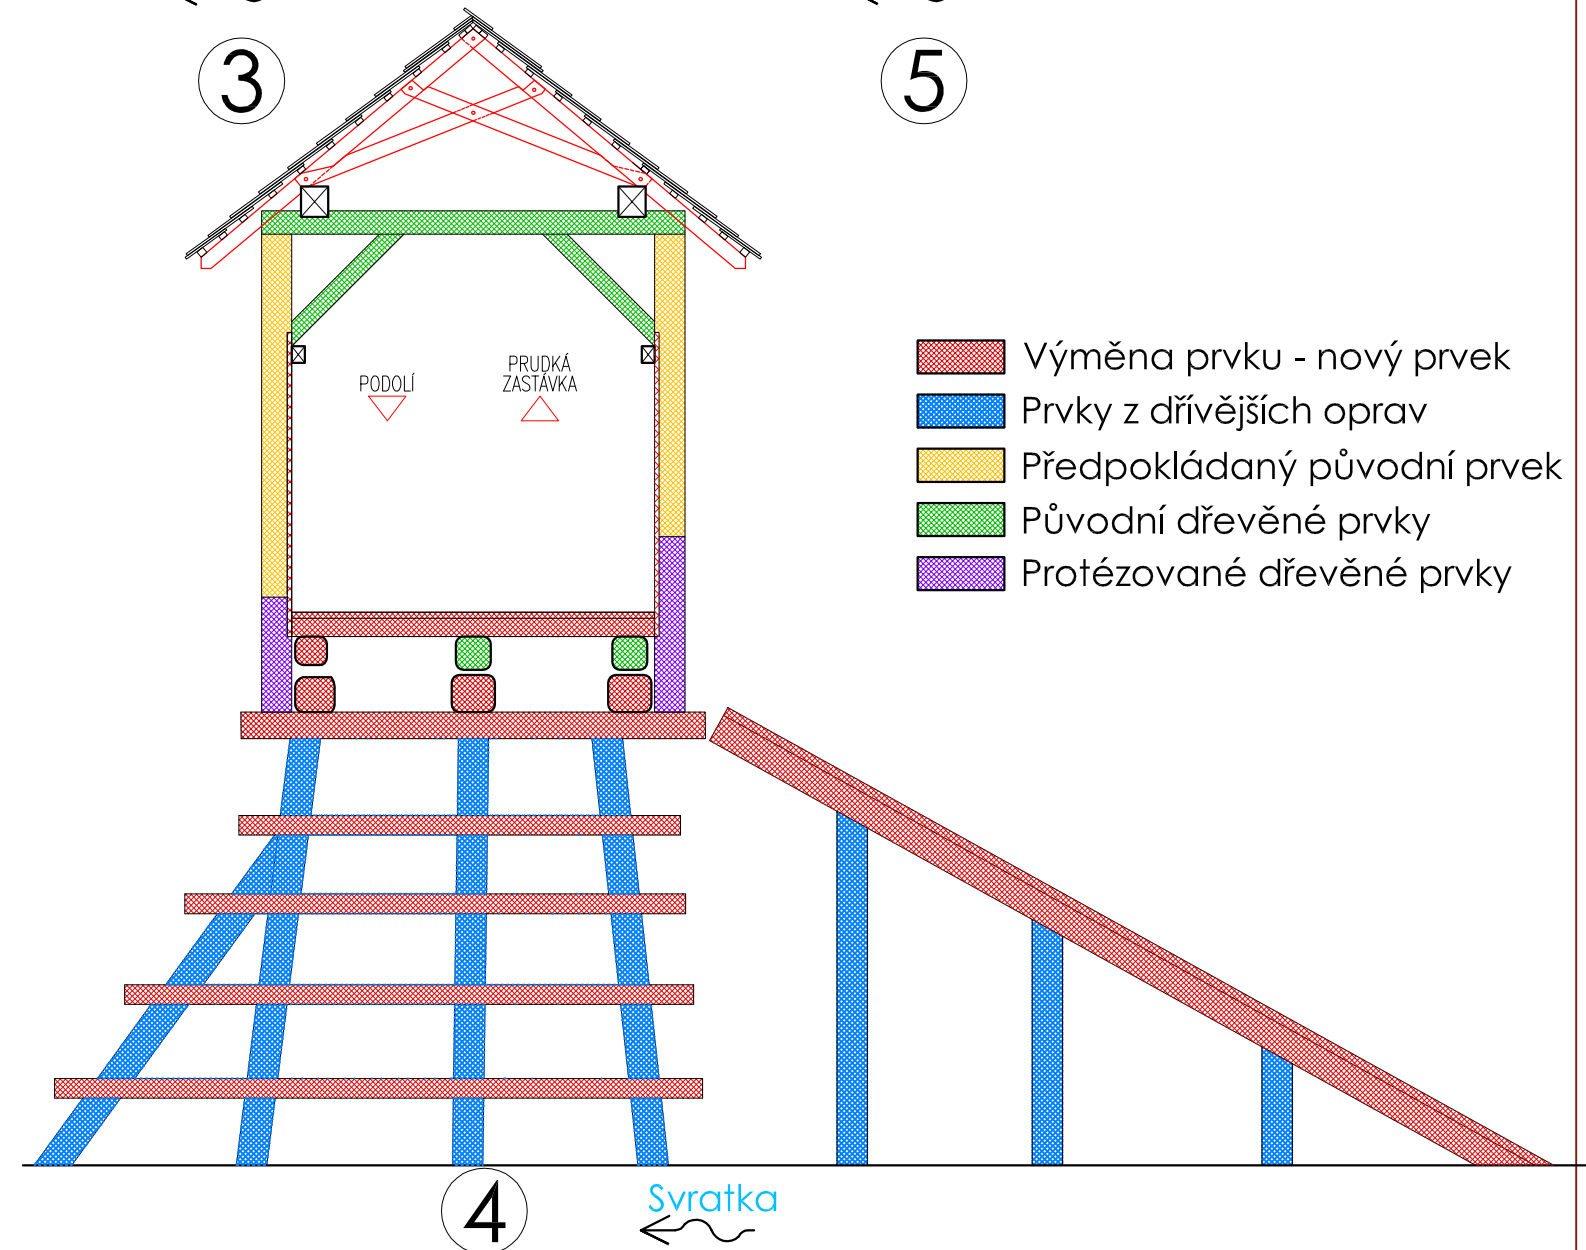 3
5
PODOLÍ
PRUDKÁ
ZASTÁVKA
Výměna prvku - nový prvek
Prvky z dřívějších oprav
Předpokládaný původní prvek
Původní dřevěné prvky
Protézované dřevěné prvky
4
Svratka